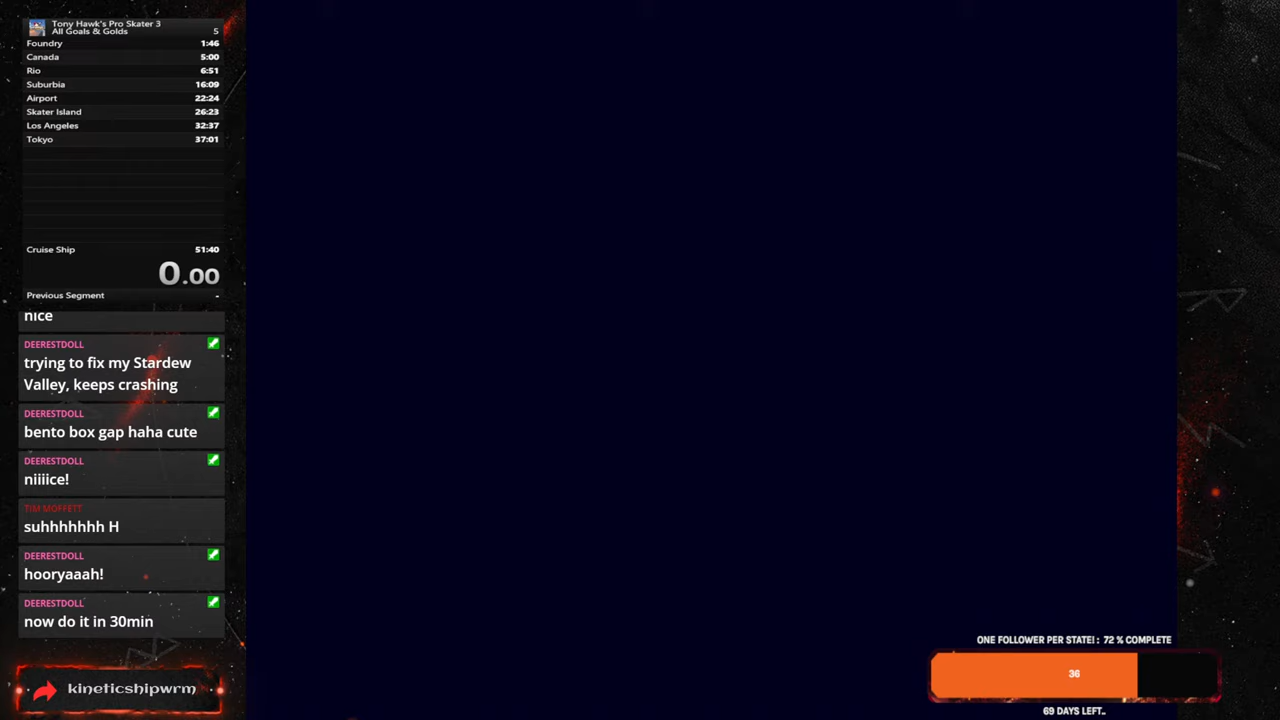 Tony Hawk's Pro Skater 3
All Goals & Golds 5
Foundry 1:46
Canada 5:00
Rio 6:51
Suburbia 16:09
Airport 22:24
Skater Island 26:23
Los Angeles 32:37
Tokyo 37:01
Cruise Ship 51:40
0.00
Previous Segment -
nice
DEERESTDOLL
trying to fix my Stardew
Valley, keeps crashing
DEERESTDOLL
bento box gap haha cute
DEERESTDOLL
niiiice!
TIM MOFFETT
suhhhhhhh H
DEERESTDOLL
hooryaaah!
DEERESTDOLL
now do it in 30min
kineticshipwrm
ONE FOLLOWER PER STATE! : 72 % COMPLETE
36
69 DAYS LEFT..